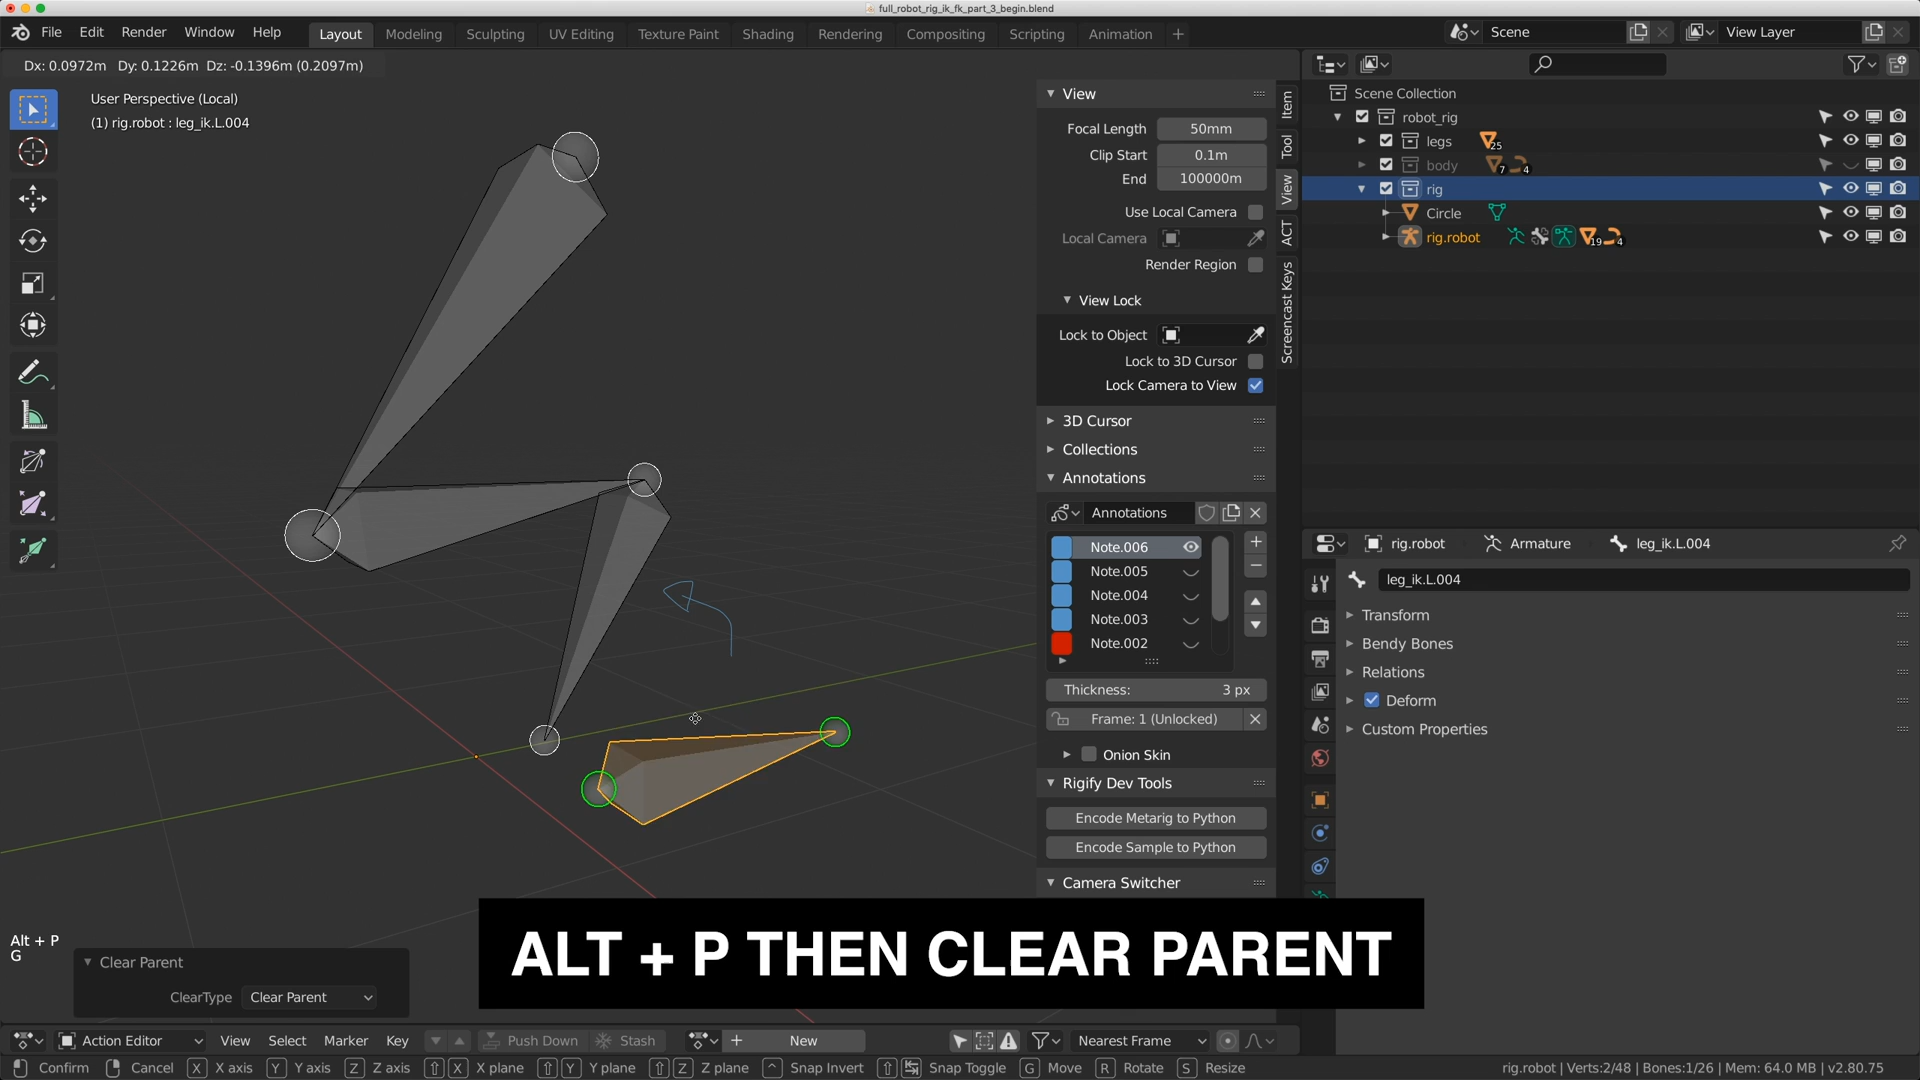 full_robot_rig_ik_fk_part_3_begin.blend
File Edit Render Window Help Layout Modeling Sculpting UV Editing Texture Paint Shading Rendering Compositing Scripting Animation + Scene View Layer
Dx: 0.0972m Dy: 0.1226m Dz: -0.1396m (0.2097m)
User Perspective (Local)
(1) rig.robot : leg_ik.L.004
View
Focal Length 50mm
Clip Start 0.1m
End 100000m
Use Local Camera
Local Camera
Render Region
View Lock
Lock to Object
Lock to 3D Cursor
Lock Camera to View
3D Cursor
Collections
Annotations
Annotations
Note.006
Note.005
Note.004
Note.003
Note.002
Thickness: 3 px
Frame: 1 (Unlocked)
Onion Skin
Rigify Dev Tools
Encode Metarig to Python
Encode Sample to Python
Camera Switcher
Item
Tool
View
ACT
Screencast Keys
Scene Collection
robot_rig
legs 25
body 7 4
rig
Circle
rig.robot 19 4
rig.robot Armature leg_ik.L.004
leg_ik.L.004
Transform
Bendy Bones
Relations
Deform
Custom Properties
Alt + P
G
Clear Parent
ClearType Clear Parent
ALT + P THEN CLEAR PARENT
Action Editor View Select Marker Key Push Down Stash + New Nearest Frame
Confirm Cancel X X axis Y Y axis Z Z axis X X plane Y Y plane Z Z plane Snap Invert Snap Toggle G Move R Rotate S Resize rig.robot | Verts:2/48 | Bones:1/26 | Mem: 64.0 MB | v2.80.75